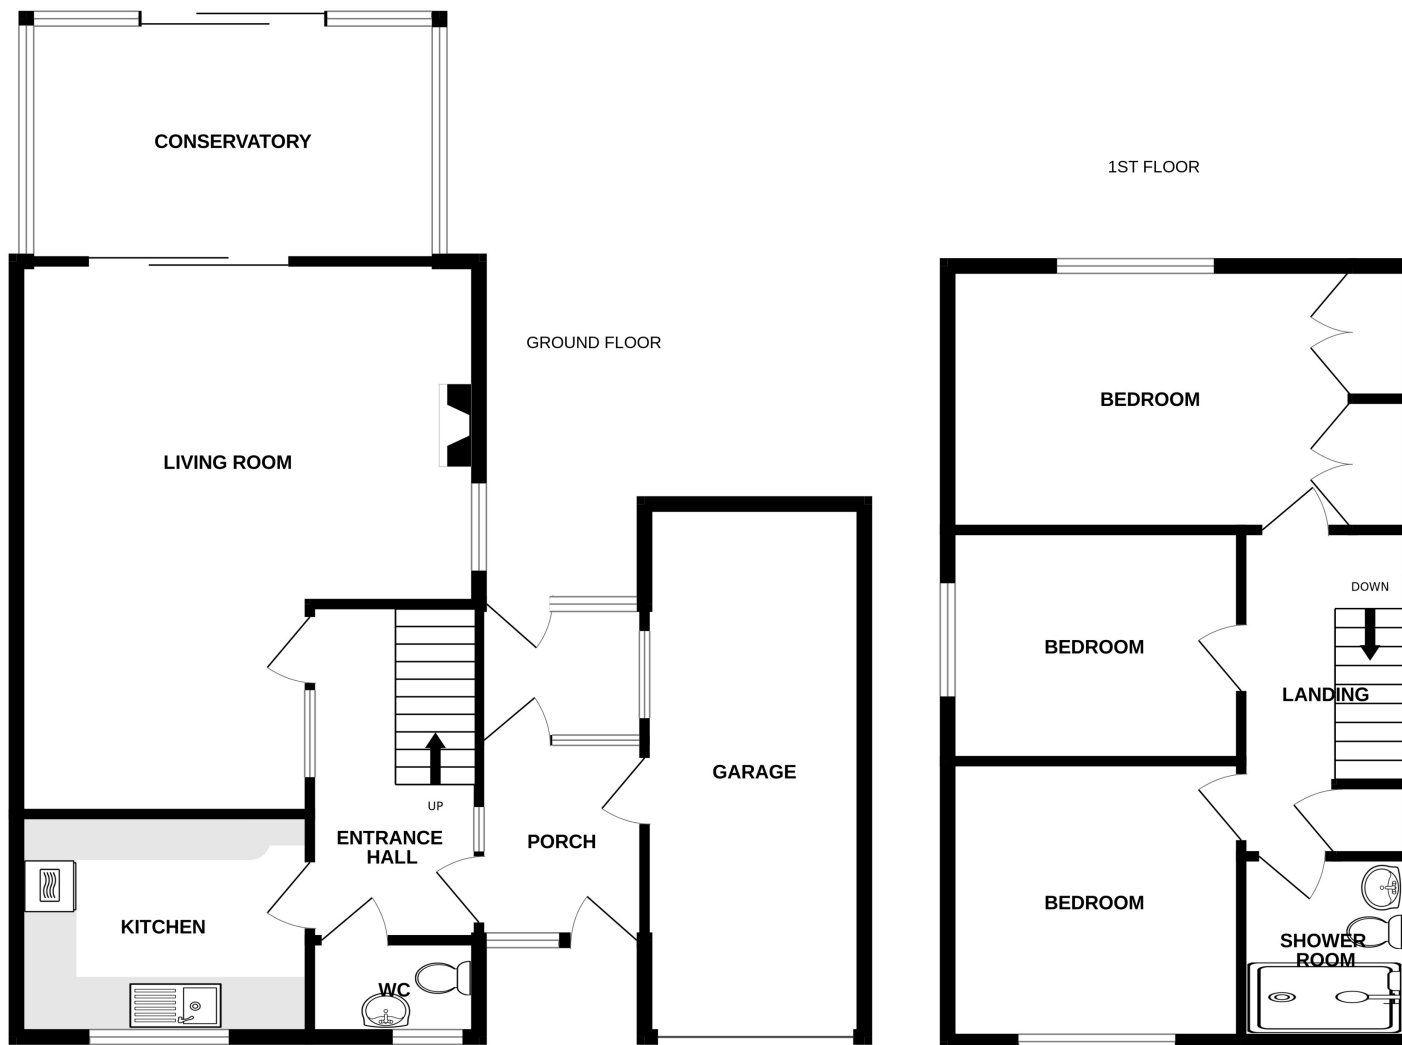 CONSERVATORY
GROUND FLOOR
LIVING ROOM
GARAGE
UP
ENTRANCE
HALL
PORCH
KITCHEN
WC
1ST FLOOR
BEDROOM
DOWN
BEDROOM
LANDING
BEDROOM
SHOWER
ROOM